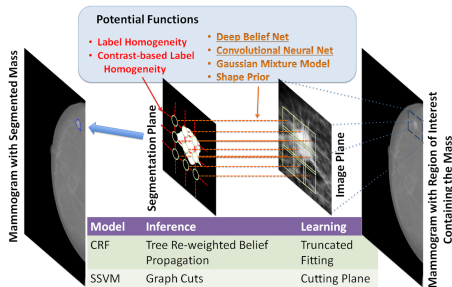 Potential Functions
• Label Homogeneity
• Contrast-based Label
Homogeneity
• Deep Belief Net
• Convolutional Neural Net
• Gaussian Mixture Model
• Shape Prior
Mammogram with Segmented Mass
Segmentation Plane
Image Plane
Mammogram with Region of Interest
Containing the Mass
Model Inference Learning
CRF Tree Re-weighted Belief Truncated
Propagation Fitting
SSVM Graph Cuts Cutting Plane